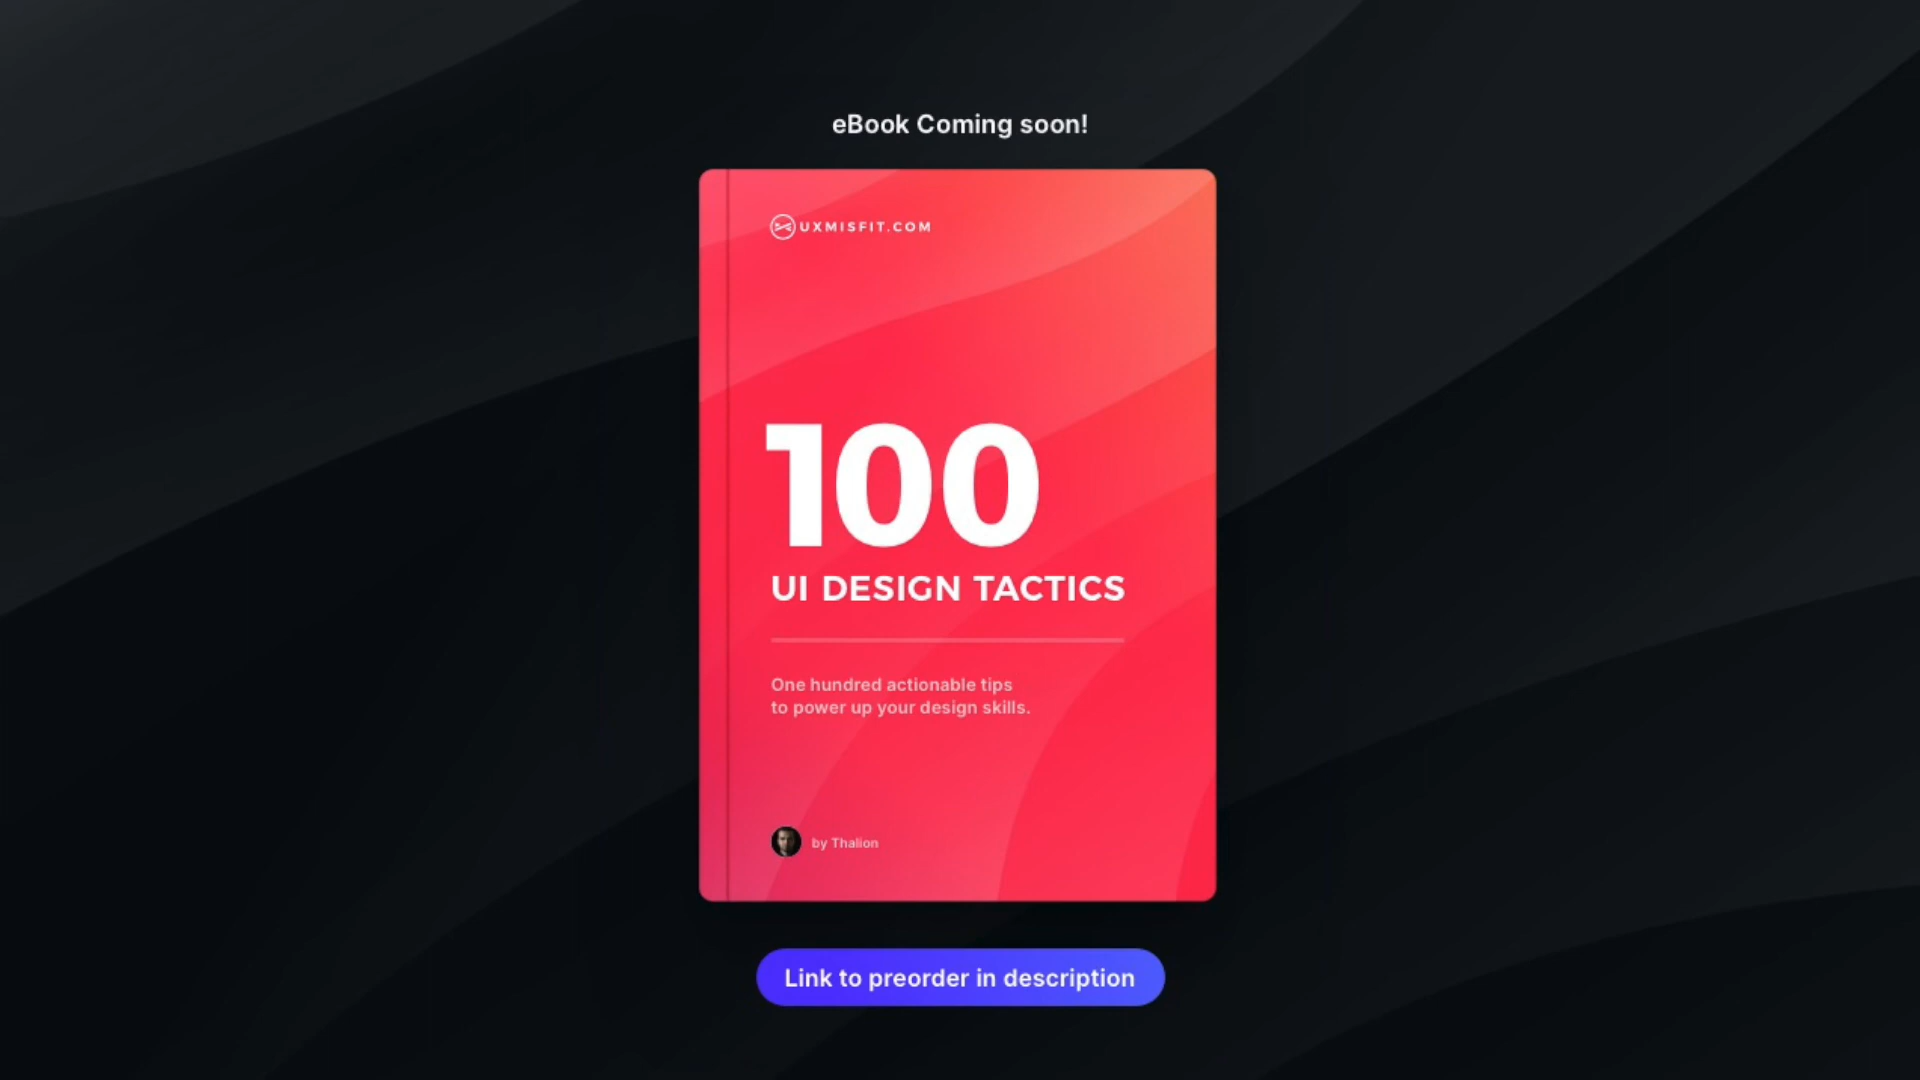 eBook Coming soon!
UXMISFIT.COM
100
UI DESIGN TACTICS
One hundred actionable tips
to power up your design skills.
by Thalion
Link to preorder in description